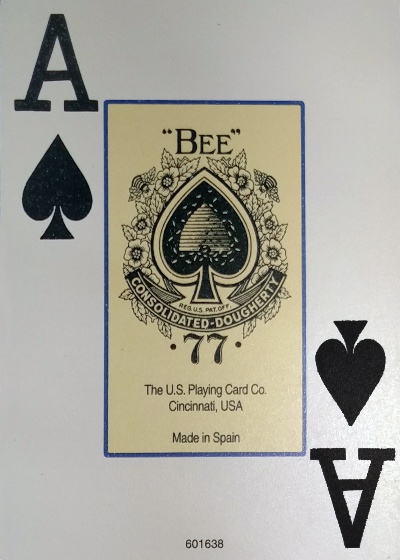 A
"BEE"
REG. U.S. PAT. OFF.
CONSOLIDATED-DOUGHERTY
·77·
The U.S. Playing Card Co.
Cincinnati, USA
Made in Spain
A
601638